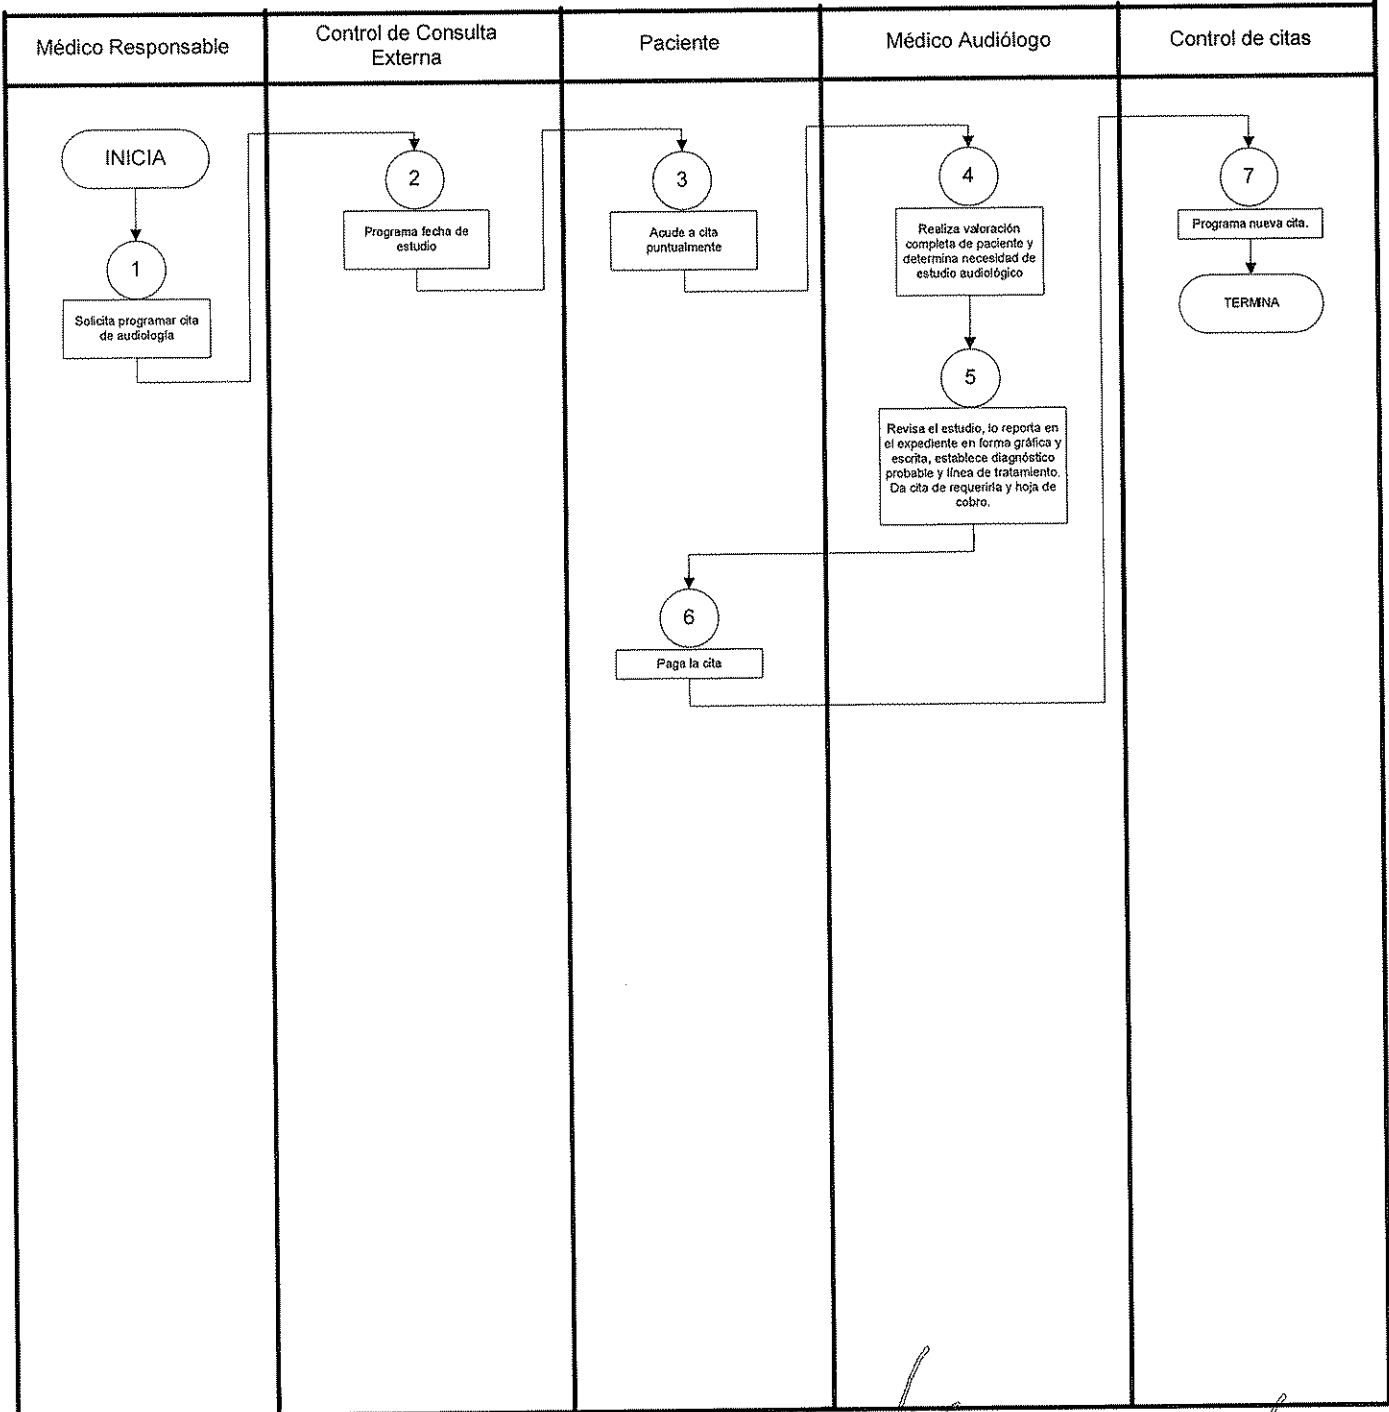 Médico Responsable
Control de Consulta
Externa
Paciente
Médico Audiólogo
Control de citas
INICIA
1
Solicita programar cita
de audiología
2
Programa fecha de
estudio
3
Acude a cita
puntualmente
4
Realiza valoración
completa de paciente y
determina necesidad de
estudio audiológico
5
Revisa el estudio, lo reporta en
el expediente en forma gráfica y
escrita, establece diagnóstico
probable y línea de tratamiento.
Da cita de requerirla y hoja de
cobro.
6
Paga la cita
7
Programa nueva cita.
TERMINA